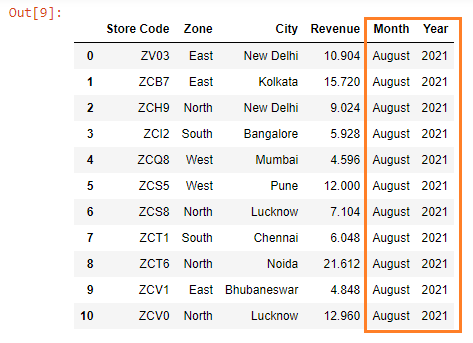 Out[9]:
Store Code Zone City Revenue Month Year
0 ZV03 East New Delhi 10.904 August 2021
1 ZCB7 East Kolkata 15.720 August 2021
2 ZCH9 North New Delhi 9.024 August 2021
3 ZCI2 South Bangalore 5.928 August 2021
4 ZCQ8 West Mumbai 4.596 August 2021
5 ZCS5 West Pune 12.000 August 2021
6 ZCS8 North Lucknow 7.104 August 2021
7 ZCT1 South Chennai 6.048 August 2021
8 ZCT6 North Noida 21.612 August 2021
9 ZCV1 East Bhubaneswar 4.848 August 2021
10 ZCV0 North Lucknow 12.960 August 2021